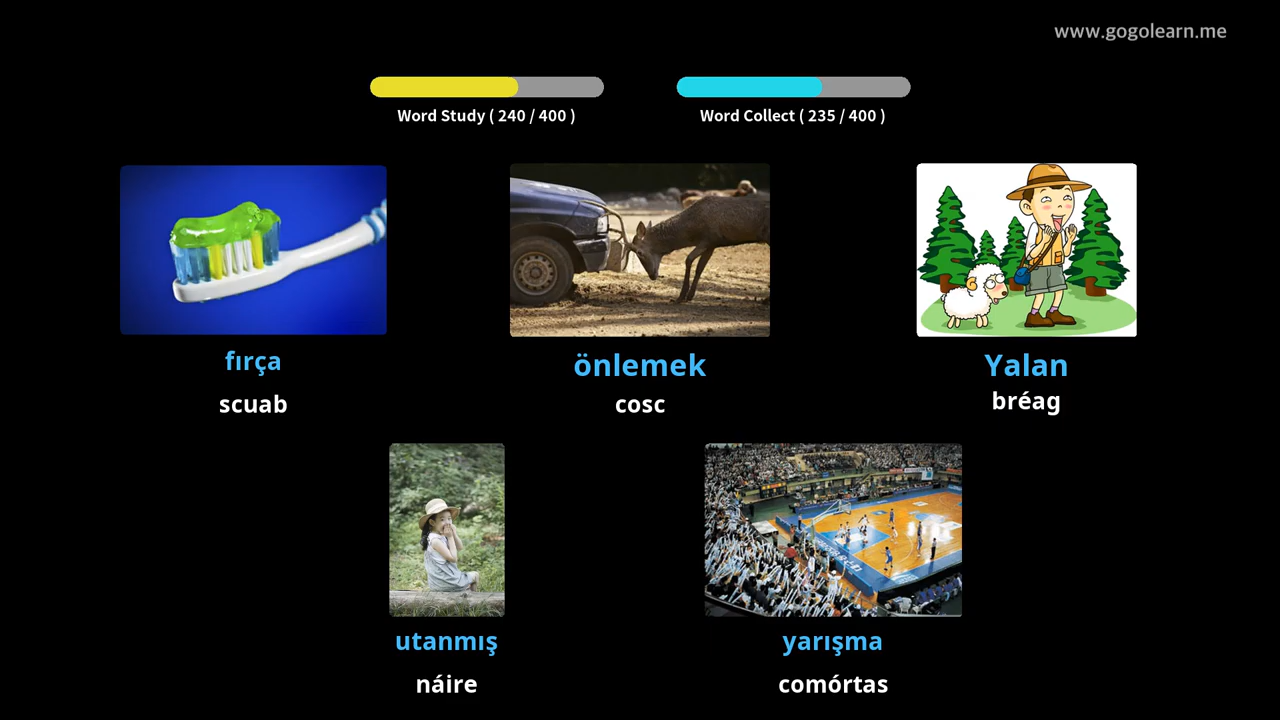 www.gogolearn.me
Word Study ( 240 / 400 )
Word Collect ( 235 / 400 )
fırça
scuab
önlemek
cosc
Yalan
bréag
utanmış
náire
yarışma
comórtas